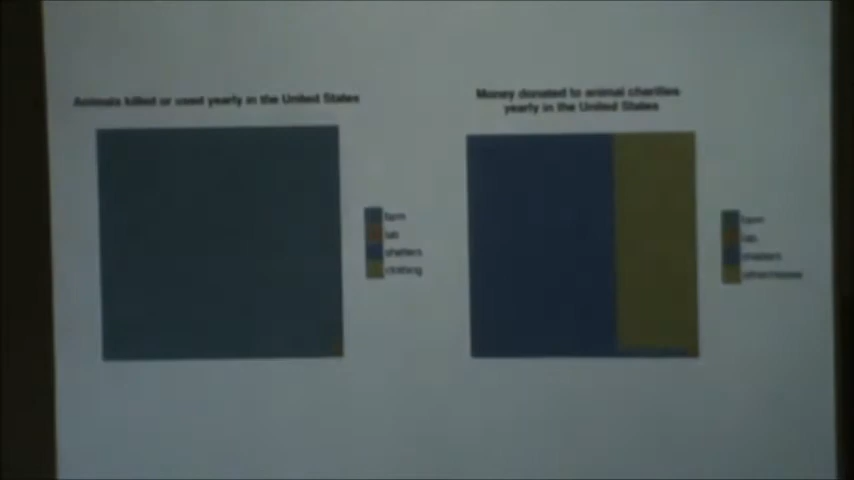 Animals killed or used yearly in the United States
farm
lab
shelters
clothing
Money donated to animal charities
yearly in the United States
farm
lab
shelters